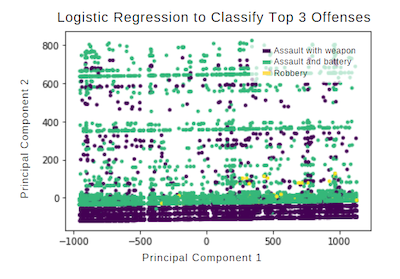 Logistic Regression to Classify Top 3 Offenses
Assault with weapon
Assault and battery
Robbery
Principal Component 2
800
600
400
200
0
−1000
−500
0
500
1000
Principal Component 1